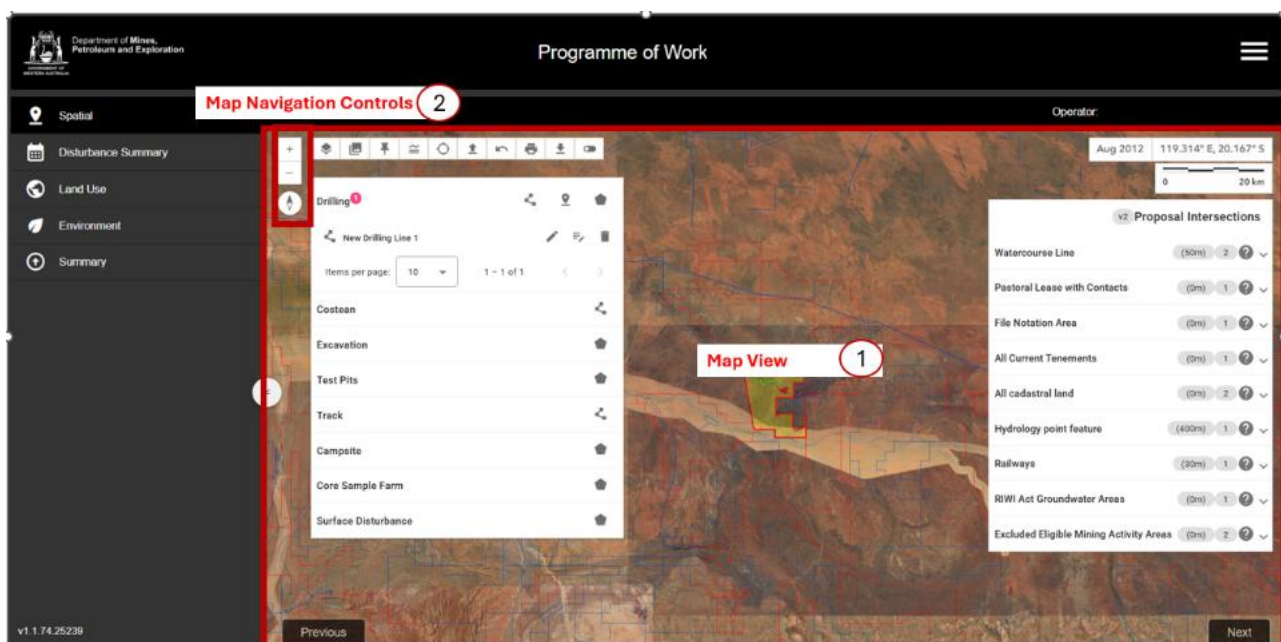 Department of Mines,
Petroleum and Exploration
GOVERNMENT OF
WESTERN AUSTRALIA
Programme of Work
Map Navigation Controls 2
Operator:
Spatial
Disturbance Summary
Land Use
Environment
Summary
+
−
Aug 2012 119.314° E, 20.167° S
0 20 km
Drilling 1
New Drilling Line 1
Items per page: 10 1 – 1 of 1
Costean
Excavation
Test Pits
Track
Campsite
Core Sample Farm
Surface Disturbance
Map View 1
v2 Proposal Intersections
Watercourse Line (50m) 2 ?
Pastoral Lease with Contacts (0m) 1 ?
File Notation Area (0m) 1 ?
All Current Tenements (0m) 1 ?
All cadastral land (0m) 2 ?
Hydrology point feature (400m) 1 ?
Railways (30m) 1 ?
RIWI Act Groundwater Areas (0m) 1 ?
Excluded Eligible Mining Activity Areas (0m) 2 ?
v1.1.74.25239
Previous
Next